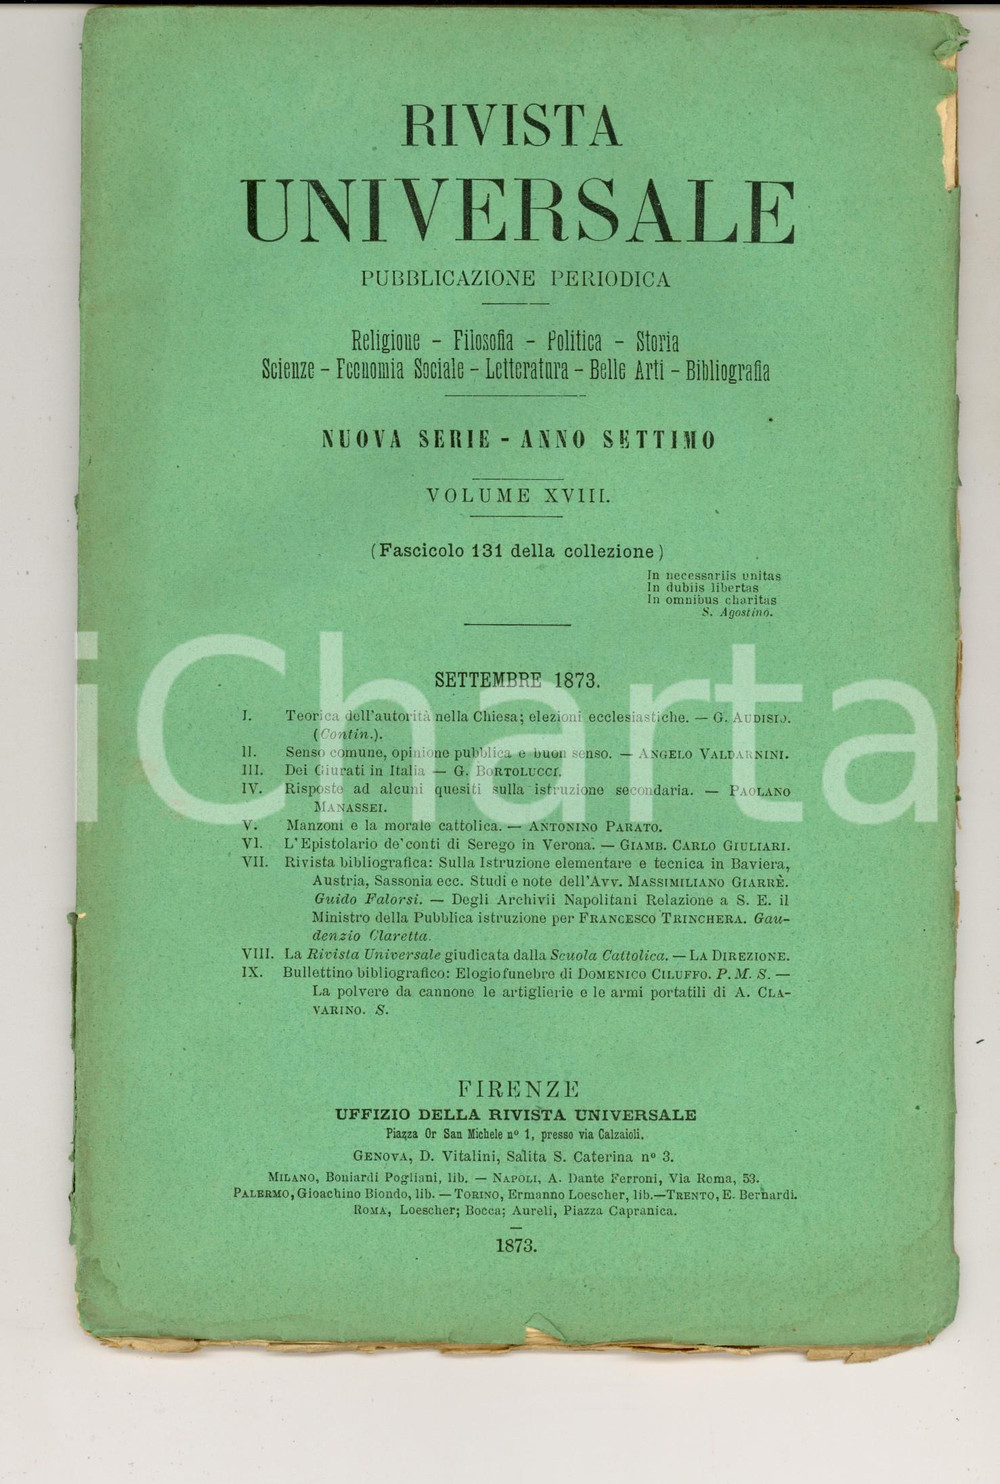 RIVISTA
UNIVERSALE
PUBBLICAZIONE PERIODICA
Religione - Filosofia - Politica - Storia
Scienze - Economia Sociale - Letteratura - Belle Arti - Bibliografia
NUOVA SERIE - ANNO SETTIMO
VOLUME XVIII.
(Fascicolo 131 della collezione)
In necessariis unitas
In dubiis libertas
In omnibus charitas
S. Agostino.
iCharta
SETTEMBRE 1873.
I. Teorica dell'autorità nella Chiesa; elezioni ecclesiastiche. — G. AUDISIO.
(Contin.).
II. Senso comune, opinione pubblica e buon senso. — ANGELO VALDARNINI.
III. Dei Giurati in Italia — G. BORTOLUCCI.
IV. Risposte ad alcuni quesiti sulla istruzione secondaria. — PAOLANO
MANASSEI.
V. Manzoni e la morale cattolica. — ANTONINO PARATO.
VI. L'Epistolario de'conti di Serego in Verona. — GIAMB. CARLO GIULIARI.
VII. Rivista bibliografica: Sulla Istruzione elementare e tecnica in Baviera,
Austria, Sassonia ecc. Studi e note dell'Avv. MASSIMILIANO GIARRÈ.
Guido Falorsi. — Degli Archivii Napolitani Relazione a S. E. il
Ministro della Pubblica istruzione per FRANCESCO TRINCHERA. Gau-
denzio Claretta.
VIII. La Rivista Universale giudicata dalla Scuola Cattolica. — LA DIREZIONE.
IX. Bullettino bibliografico: Elogio funebre di DOMENICO CILUFFO. P. M. S. —
La polvere da cannone le artiglierie e le armi portatili di A. CLA-
VARINO. S.
FIRENZE
UFFIZIO DELLA RIVISTA UNIVERSALE
Piazza Or San Michele nº 1, presso via Calzaioli.
GENOVA, D. Vitalini, Salita S. Caterina nº 3.
MILANO, Boniardi Pogliani, lib. — NAPOLI, A. Dante Ferroni, Via Roma, 53.
PALERMO, Gioachino Biondo, lib. — TORINO, Ermanno Loescher, lib.—TRENTO, E. Bernardi.
ROMA, Loescher; Bocca; Aureli, Piazza Capranica.
1873.